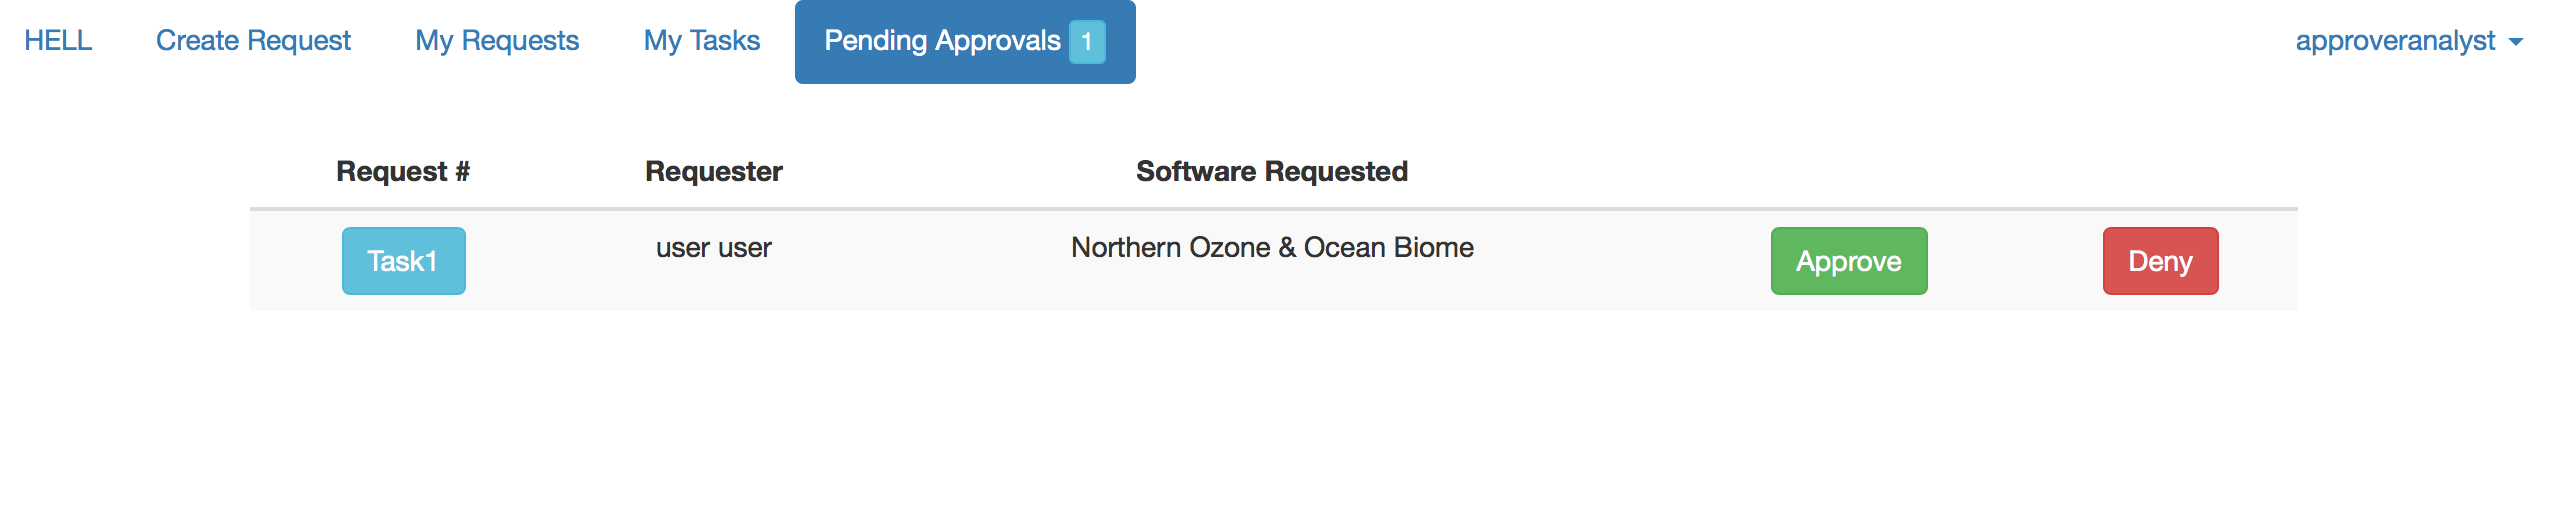 HELL Create Request My Requests My Tasks Pending Approvals 1 approveranalyst
Request # Requester Software Requested
Task1 user user Northern Ozone & Ocean Biome Approve Deny